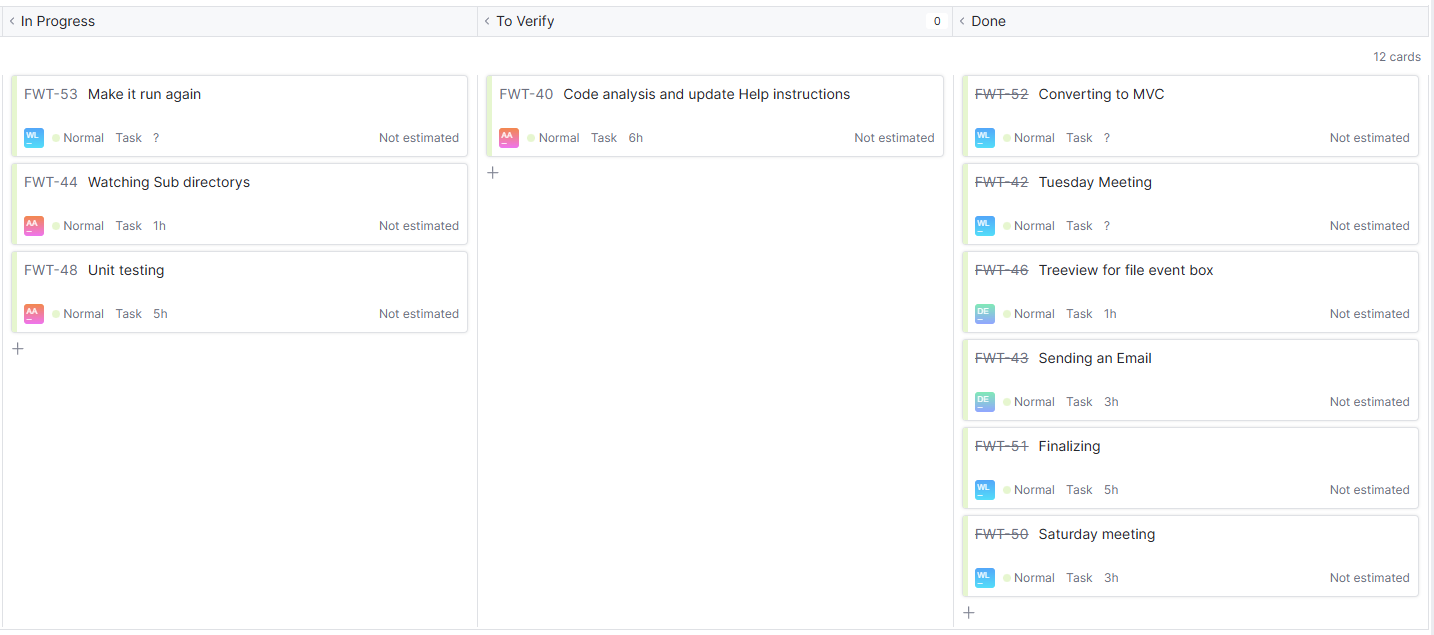 In Progress
To Verify 0
Done
12 cards
FWT-53 Make it run again
WL Normal Task ? Not estimated
FWT-44 Watching Sub directorys
AA Normal Task 1h Not estimated
FWT-48 Unit testing
AA Normal Task 5h Not estimated
FWT-40 Code analysis and update Help instructions
AA Normal Task 6h Not estimated
FWT-52 Converting to MVC
WL Normal Task ? Not estimated
FWT-42 Tuesday Meeting
WL Normal Task ? Not estimated
FWT-46 Treeview for file event box
DE Normal Task 1h Not estimated
FWT-43 Sending an Email
DE Normal Task 3h Not estimated
FWT-51 Finalizing
WL Normal Task 5h Not estimated
FWT-50 Saturday meeting
WL Normal Task 3h Not estimated